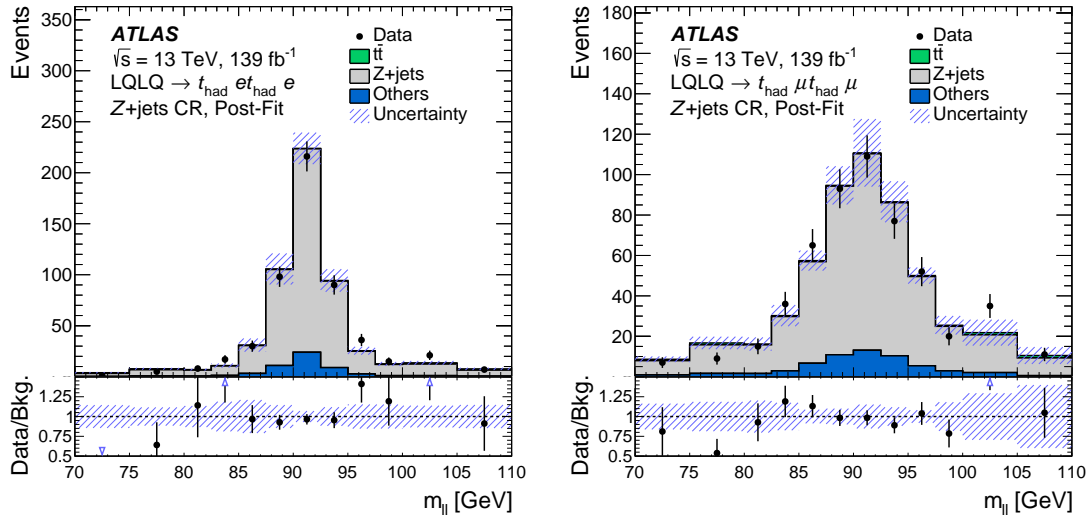 Events
350
300
250
200
150
100
50
ATLAS
√s = 13 TeV, 139 fb⁻¹
LQLQ → t_had et_had e
Z+jets CR, Post-Fit
Data
tt̄
Z+jets
Others
Uncertainty
Data/Bkg.
1.25
1
0.75
0.5
70 75 80 85 90 95 100 105 110
m_ll [GeV]
Events
180
160
140
120
100
80
60
40
20
ATLAS
√s = 13 TeV, 139 fb⁻¹
LQLQ → t_had μt_had μ
Z+jets CR, Post-Fit
Data
tt̄
Z+jets
Others
Uncertainty
Data/Bkg.
1.25
1
0.75
0.5
70 75 80 85 90 95 100 105 110
m_ll [GeV]